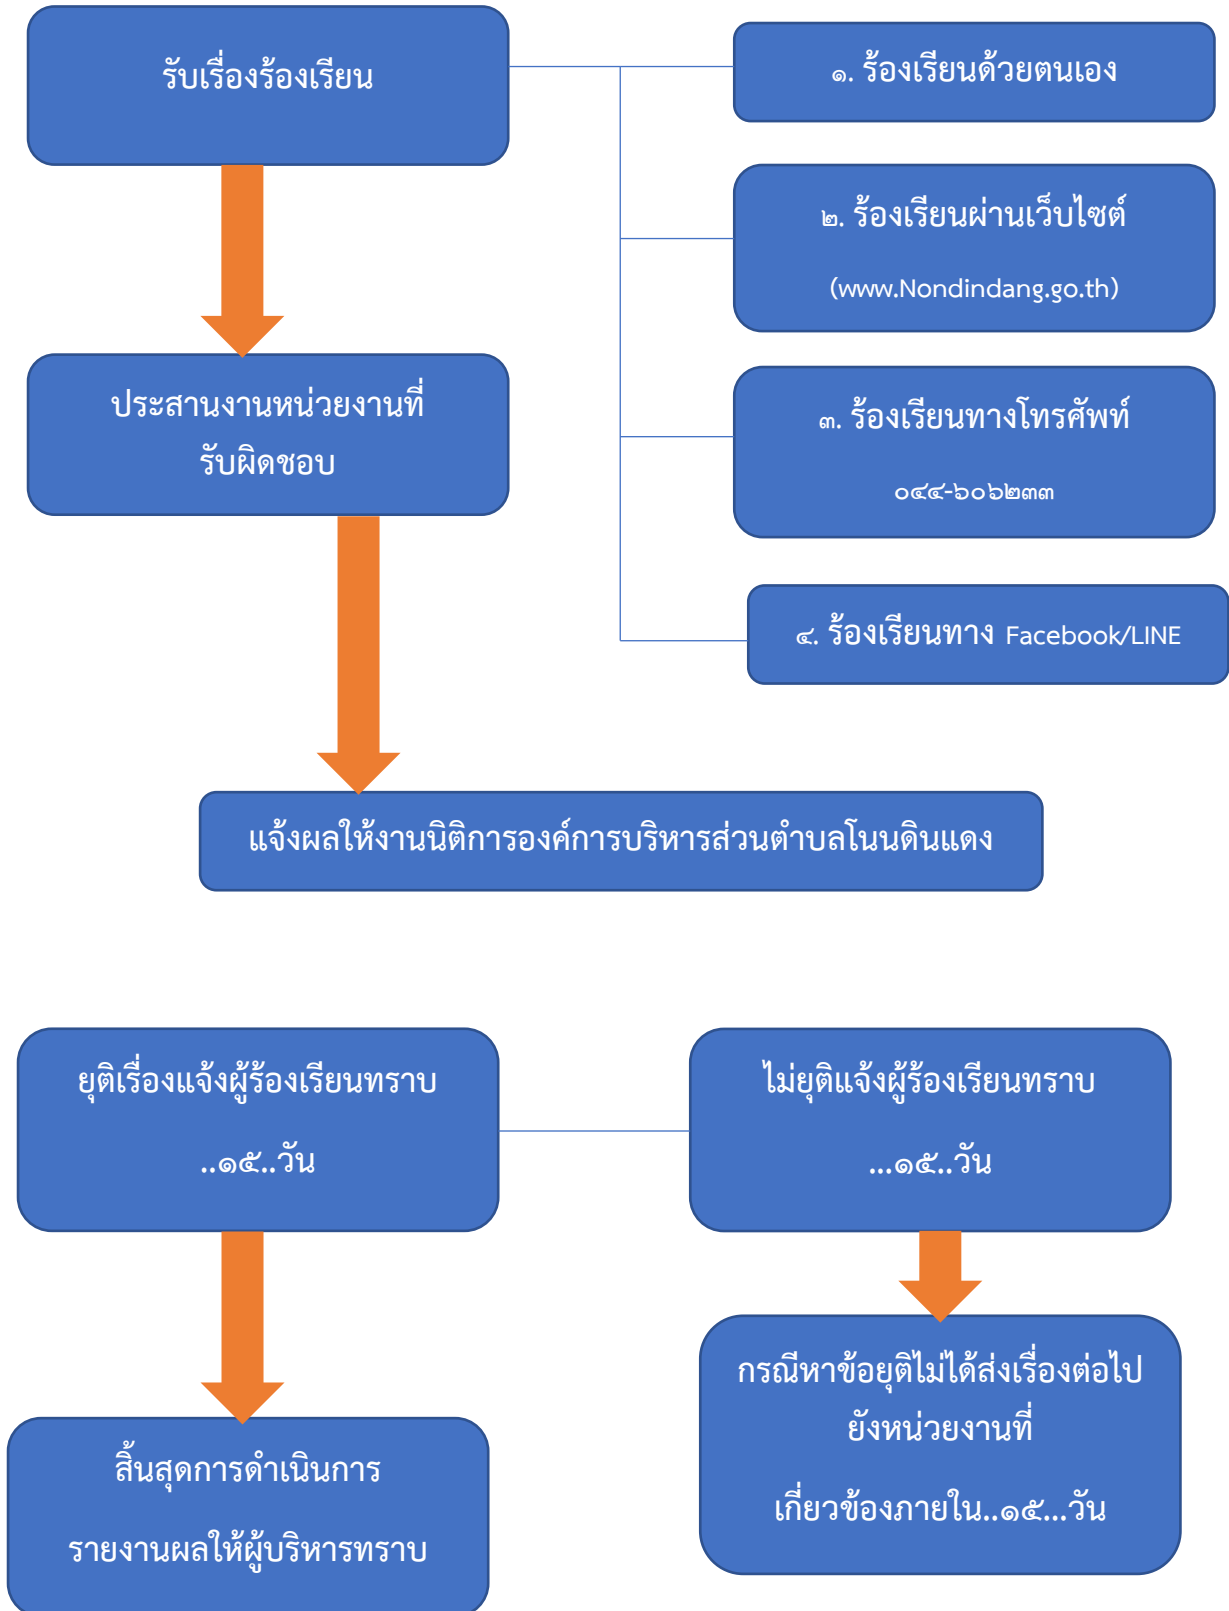 รับเรื่องร้องเรียน
๑. ร้องเรียนด้วยตนเอง
๒. ร้องเรียนผ่านเว็บไซต์
(www.Nondindang.go.th)
ประสานงานหน่วยงานที่
รับผิดชอบ
๓. ร้องเรียนทางโทรศัพท์
๐๔๔-๖๐๖๒๓๓
๔. ร้องเรียนทาง Facebook/LINE
แจ้งผลให้งานนิติการองค์การบริหารส่วนตำบลโนนดินแดง
ยุติเรื่องแจ้งผู้ร้องเรียนทราบ
..๑๕..วัน
ไม่ยุติแจ้งผู้ร้องเรียนทราบ
...๑๕..วัน
กรณีหาข้อยุติไม่ได้ส่งเรื่องต่อไป
ยังหน่วยงานที่
เกี่ยวข้องภายใน..๑๕...วัน
สิ้นสุดการดำเนินการ
รายงานผลให้ผู้บริหารทราบ